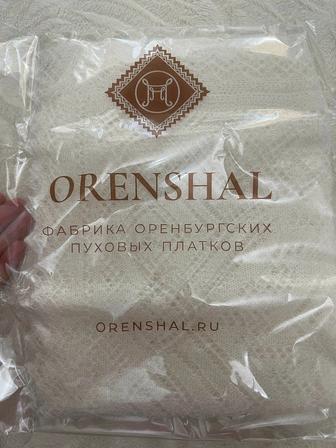 ORENSHAL
ФАБРИКА ОРЕНБУРГСКИХ
ПУХОВЫХ ПЛАТКОВ
ORENSHAL.RU